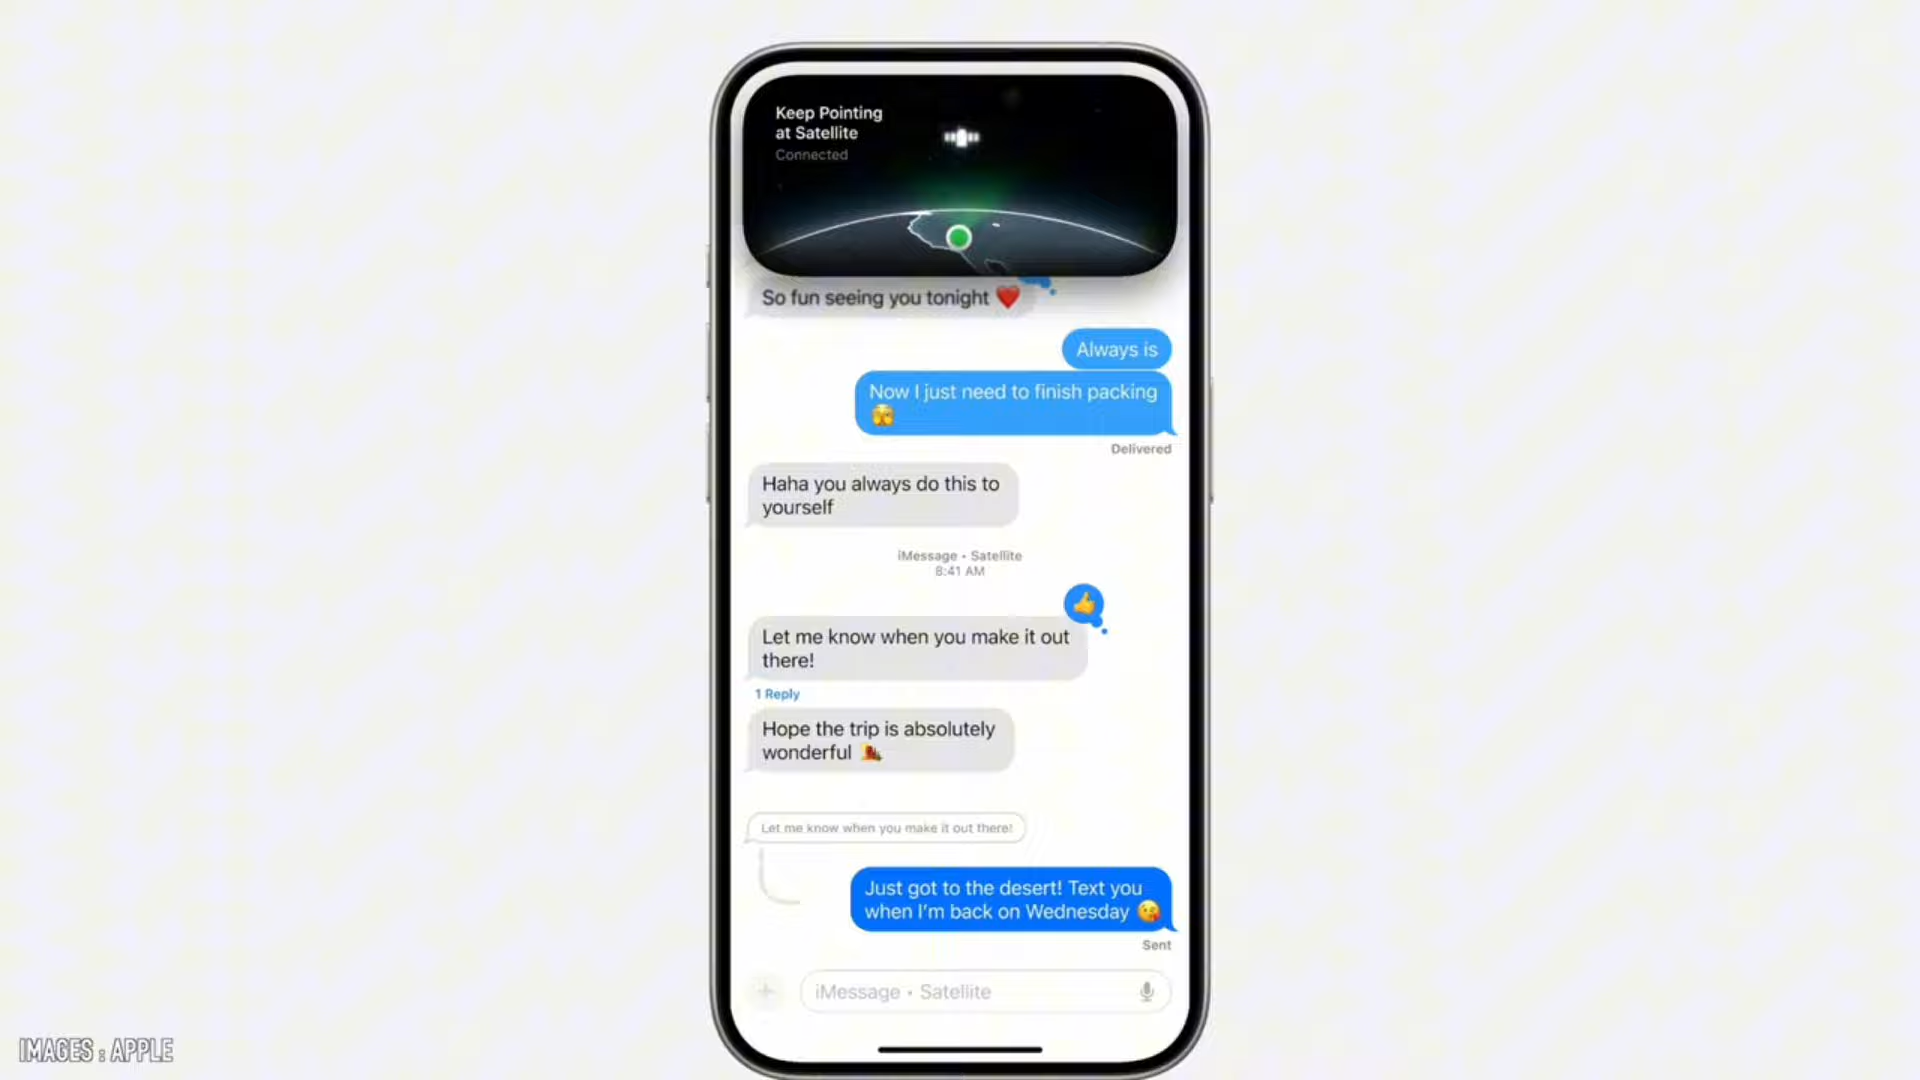 Keep Pointing
at Satellite
Connected
So fun seeing you tonight ❤️
Always is
Now I just need to finish packing
🫣
Delivered
Haha you always do this to
yourself
iMessage • Satellite
8:41 AM
👍
Let me know when you make it out
there!
1 Reply
Hope the trip is absolutely
wonderful
Let me know when you make it out there!
Just got to the desert! Text you
when I’m back on Wednesday 😘
Sent
iMessage • Satellite
IMAGES : APPLE